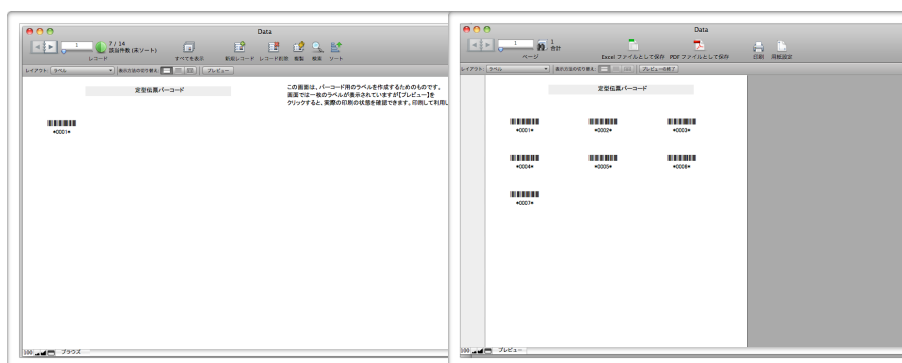 Data
1
7 / 14
該当件数 (未ソート)
レコード
すべてを表示
新規レコード
レコード削除
複製
検索
ソート
レイアウト: ラベル
表示方法の切り替え:
プレビュー
定型伝票バーコード
この画面は、バーコード用のラベルを作成するためのものです。
画面では一枚のラベルが表示されていますが【プレビュー】を
クリックすると、実際の印刷の状態を確認できます。印刷して利用し
*0001*
100
ブラウズ
Data
1
1
合計
ページ
Excel ファイルとして保存
PDF ファイルとして保存
印刷
用紙設定
レイアウト: ラベル
表示方法の切り替え:
プレビューの終了
定型伝票バーコード
*0001* *0002* *0003*
*0004* *0005* *0006*
*0007*
100
プレビュー